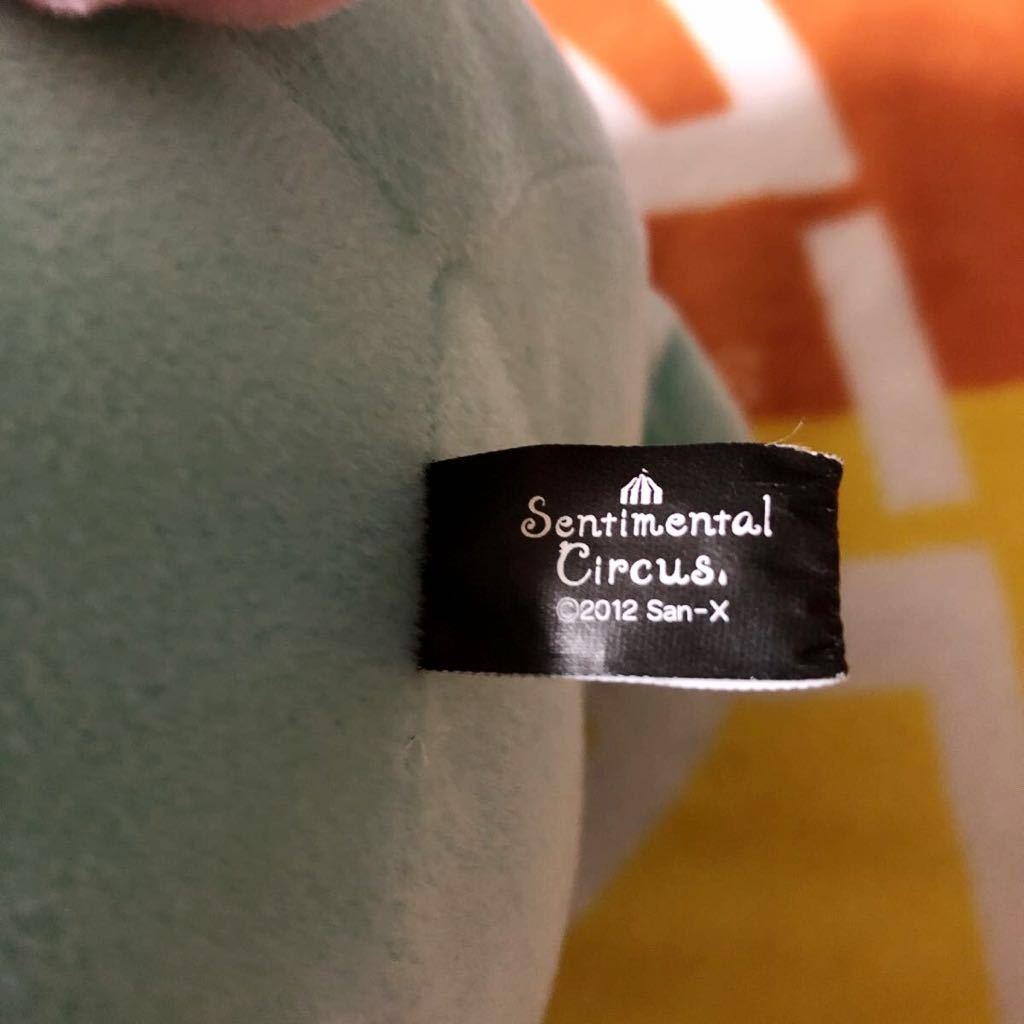 Sentimental
Circus.
©2012 San-X